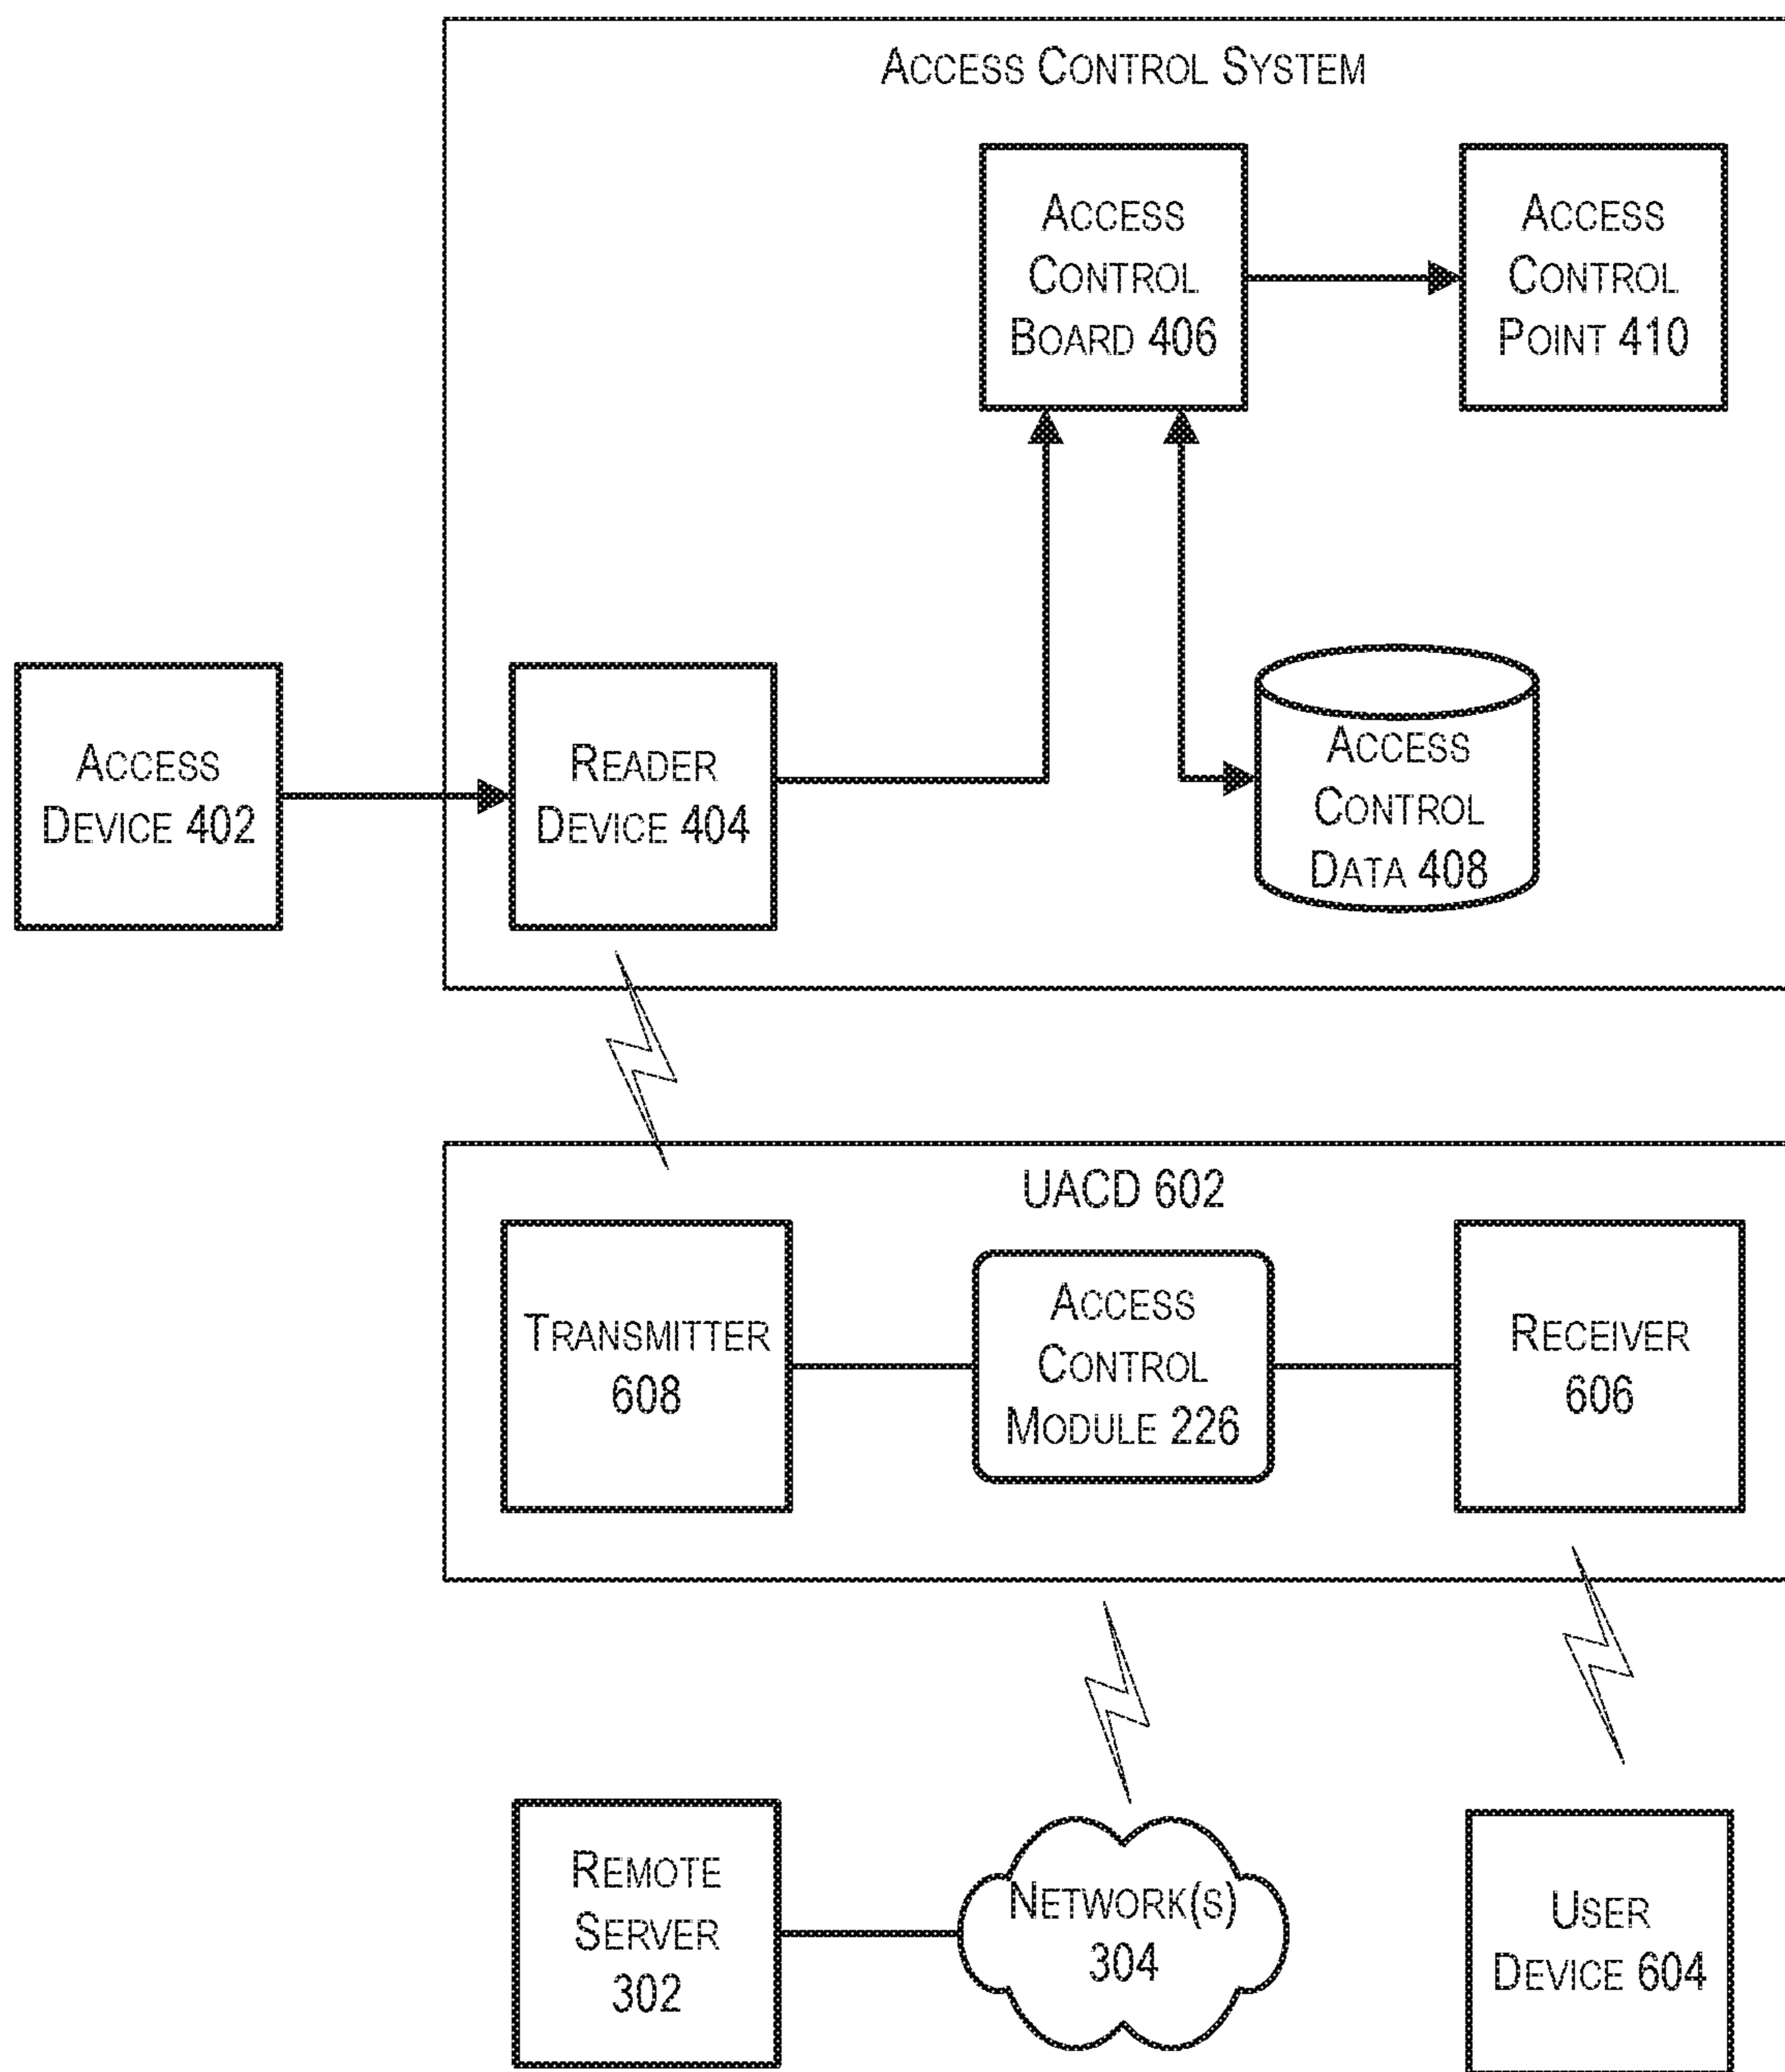 ACCESS CONTROL SYSTEM
ACCESS
CONTROL
BOARD 406
ACCESS
CONTROL
POINT 410
ACCESS
DEVICE 402
READER
DEVICE 404
ACCESS
CONTROL
DATA 408
UACD 602
TRANSMITTER
608
ACCESS
CONTROL
MODULE 226
RECEIVER
606
REMOTE
SERVER
302
NETWORK(S)
304
USER
DEVICE 604